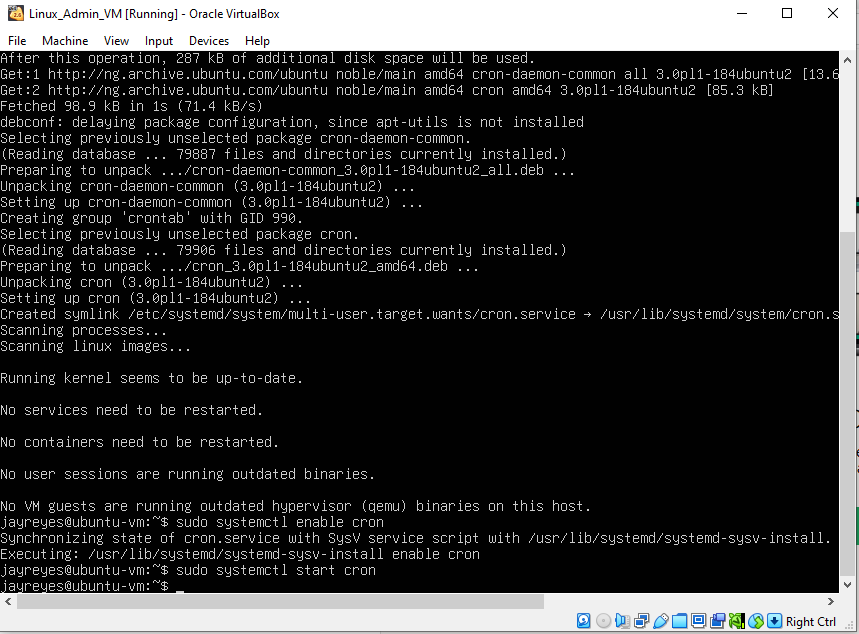 Linux_Admin_VM [Running] - Oracle VirtualBox
File Machine View Input Devices Help
After this operation, 287 kB of additional disk space will be used.
Get:1 http://ng.archive.ubuntu.com/ubuntu noble/main amd64 cron-daemon-common all 3.0pl1-184ubuntu2 [13.6
Get:2 http://ng.archive.ubuntu.com/ubuntu noble/main amd64 cron amd64 3.0pl1-184ubuntu2 [85.3 kB]
Fetched 98.9 kB in 1s (71.4 kB/s)
debconf: delaying package configuration, since apt-utils is not installed
Selecting previously unselected package cron-daemon-common.
(Reading database ... 79887 files and directories currently installed.)
Preparing to unpack .../cron-daemon-common_3.0pl1-184ubuntu2_all.deb ...
Unpacking cron-daemon-common (3.0pl1-184ubuntu2) ...
Setting up cron-daemon-common (3.0pl1-184ubuntu2) ...
Creating group 'crontab' with GID 990.
Selecting previously unselected package cron.
(Reading database ... 79906 files and directories currently installed.)
Preparing to unpack .../cron_3.0pl1-184ubuntu2_amd64.deb ...
Unpacking cron (3.0pl1-184ubuntu2) ...
Setting up cron (3.0pl1-184ubuntu2) ...
Created symlink /etc/systemd/system/multi-user.target.wants/cron.service → /usr/lib/systemd/system/cron.s
Scanning processes...
Scanning linux images...
Running kernel seems to be up-to-date.
No services need to be restarted.
No containers need to be restarted.
No user sessions are running outdated binaries.
No VM guests are running outdated hypervisor (qemu) binaries on this host.
jayreyes@ubuntu-vm:~$ sudo systemctl enable cron
Synchronizing state of cron.service with SysV service script with /usr/lib/systemd/systemd-sysv-install.
Executing: /usr/lib/systemd/systemd-sysv-install enable cron
jayreyes@ubuntu-vm:~$ sudo systemctl start cron
jayreyes@ubuntu-vm:~$ _
Right Ctrl